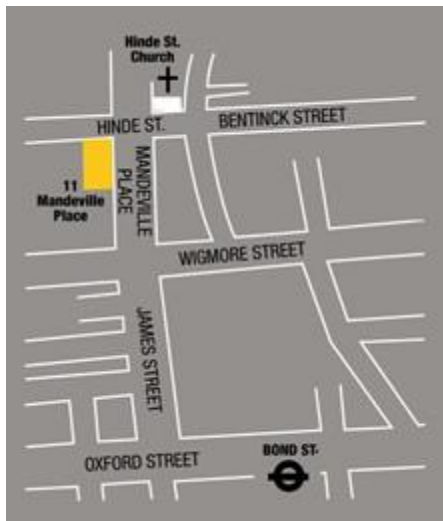 Hinde St.
Church
HINDE ST.
BENTINCK STREET
MANDEVILLE
PLACE
11
Mandeville
Place
WIGMORE STREET
JAMES STREET
BOND ST.
OXFORD STREET